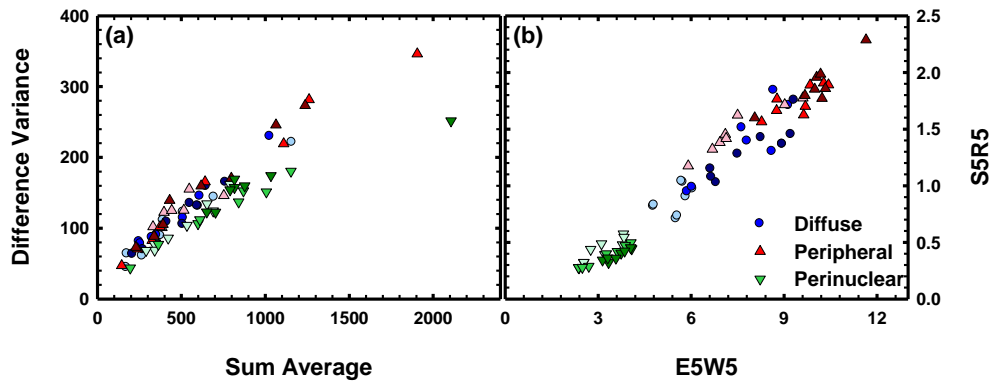 (a)
Difference Variance
400
300
200
100
0
0 500 1000 1500 2000
Sum Average
(b)
S5R5
2.5
2.0
1.5
1.0
0.5
0.0
Diffuse
Peripheral
Perinuclear
0 3 6 9 12
E5W5